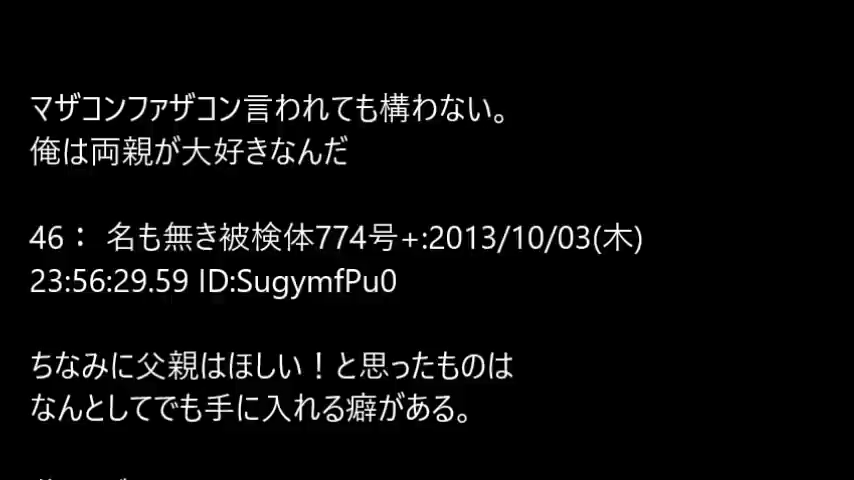 マザコンファザコン言われても構わない。
俺は両親が大好きなんだ
46： 名も無き被検体774号+:2013/10/03(木)
23:56:29.59 ID:SugymfPu0
ちなみに父親はほしい！と思ったものは
なんとしてでも手に入れる癖がある。